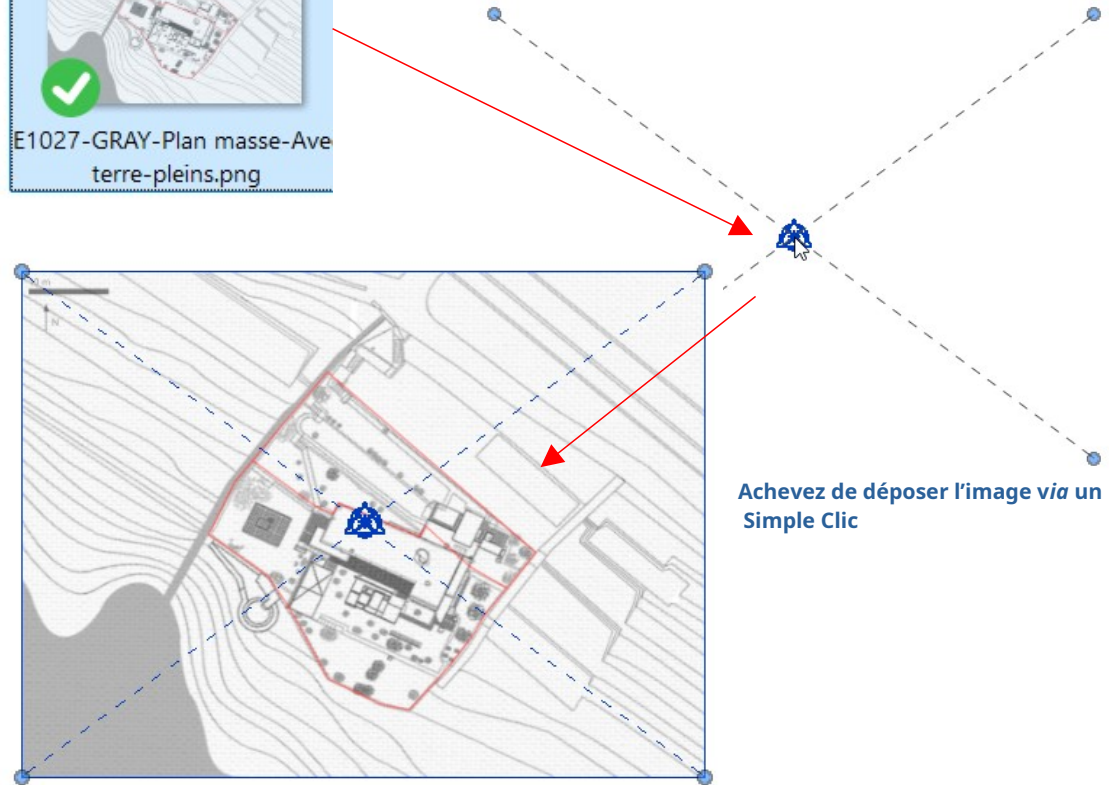 E1027-GRAY-Plan masse-Ave
terre-pleins.png
N
Achevez de déposer l’image via un
Simple Clic